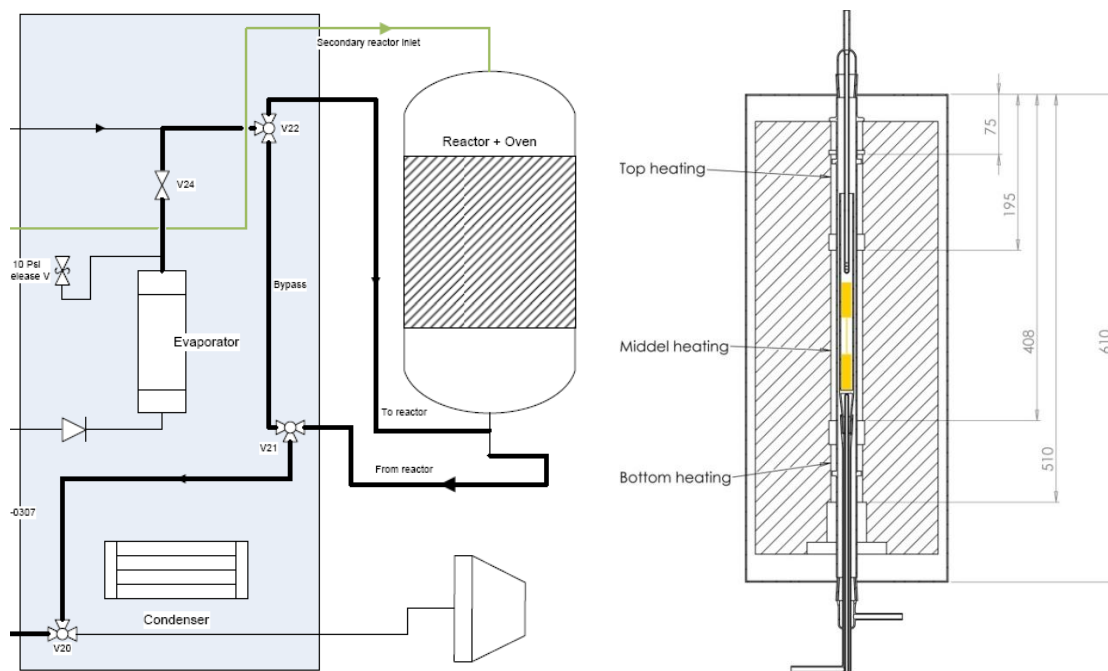 Secondary reactor Inlet
V22
Reactor + Oven
V24
10 Psi
elease V
Bypass
Evaporator
To reactor
V21
From reactor
-0307
Condenser
V20
Top heating
Middel heating
Bottom heating
75
195
408
510
610